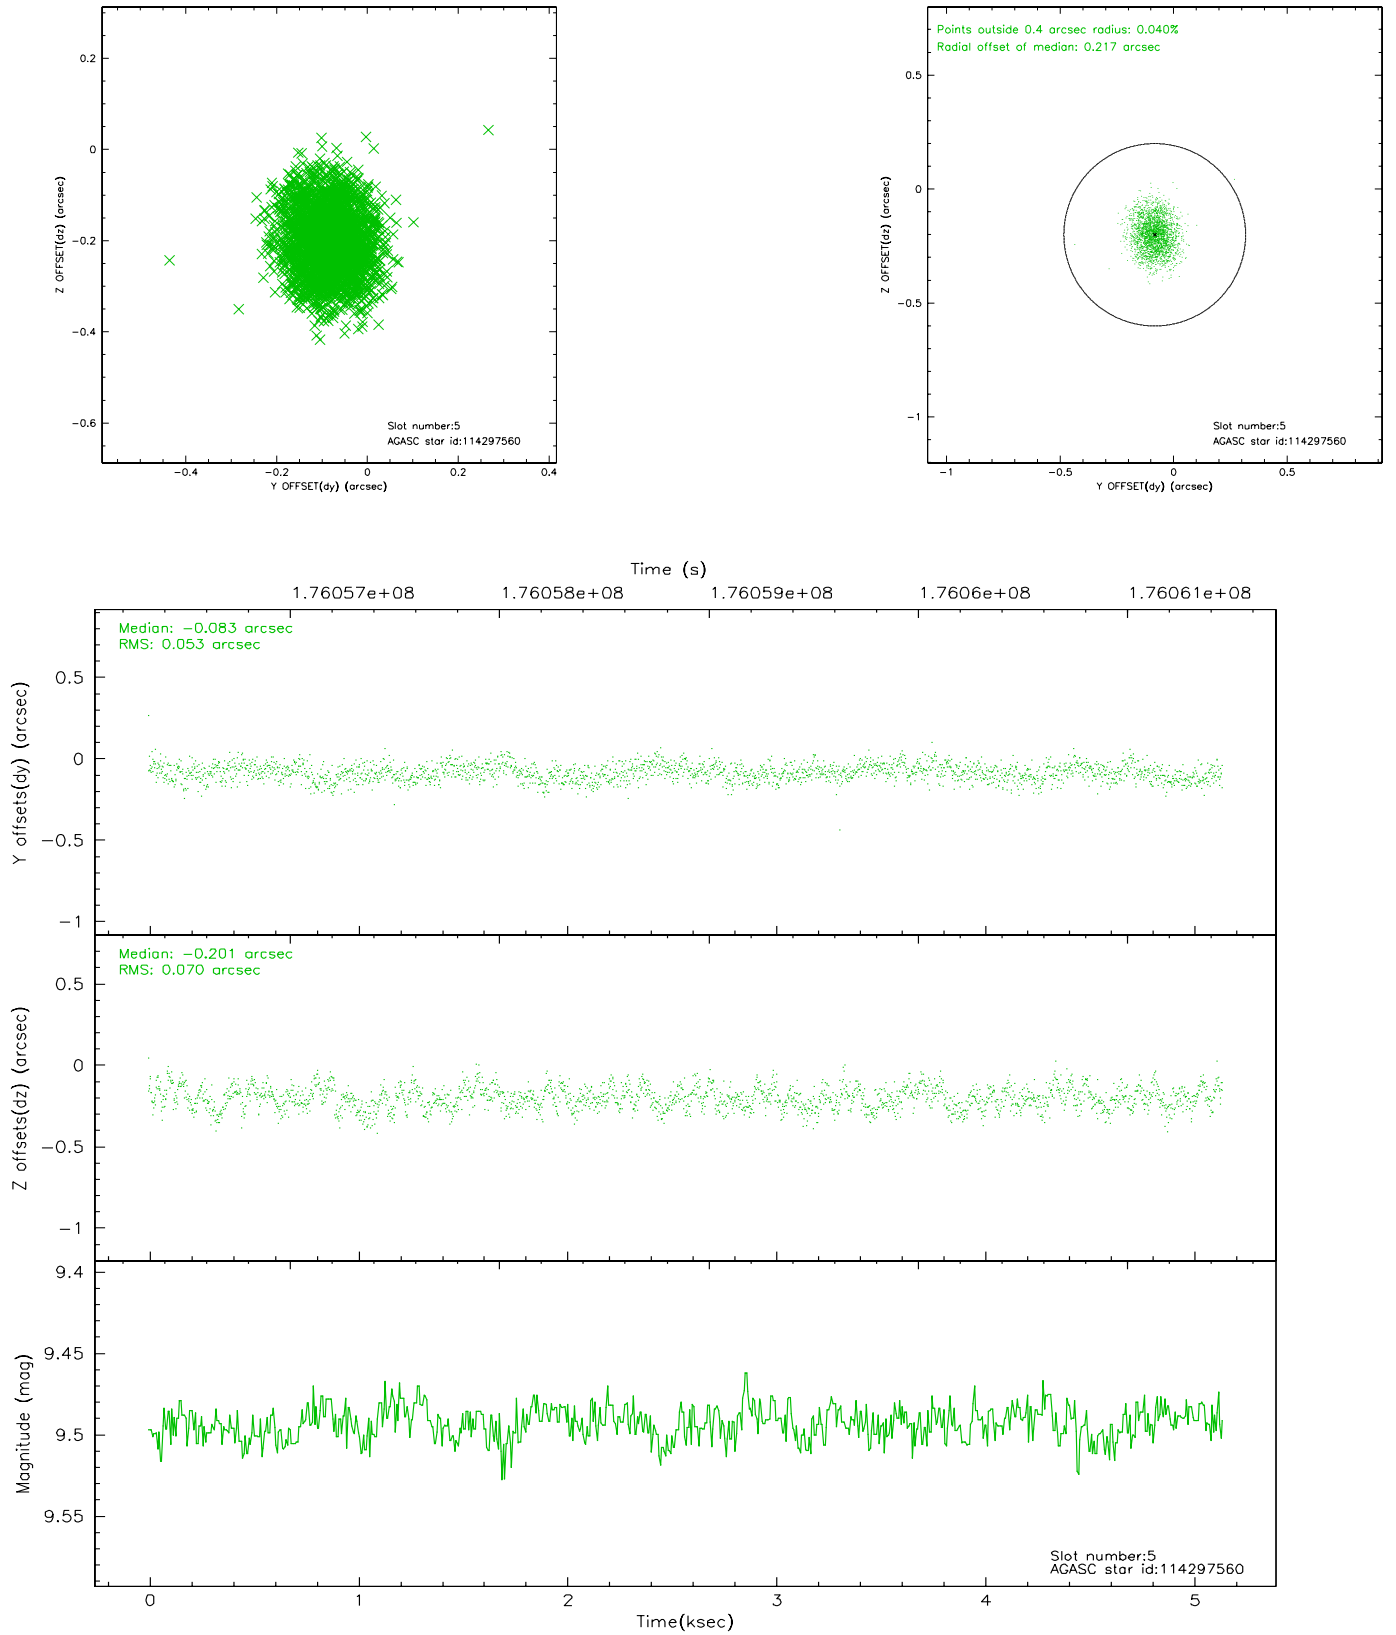 0.2
0
−0.2
−0.4
−0.6
Z OFFSET(dz) (arcsec)
Slot number:5
AGASC star id:114297560
−0.4 −0.2 0 0.2 0.4
Y OFFSET(dy) (arcsec)
Points outside 0.4 arcsec radius: 0.040%
Radial offset of median: 0.217 arcsec
0.5
0
−0.5
−1
Z OFFSET(dz) (arcsec)
Slot number:5
AGASC star id:114297560
−1 −0.5 0 0.5
Y OFFSET(dy) (arcsec)
Time (s)
1.76057e+08 1.76058e+08 1.76059e+08 1.7606e+08 1.76061e+08
Median: −0.083 arcsec
RMS: 0.053 arcsec
0.5
0
−0.5
−1
Y offsets(dy) (arcsec)
Median: −0.201 arcsec
RMS: 0.070 arcsec
0.5
0
−0.5
−1
Z offsets(dz) (arcsec)
9.4
9.45
9.5
9.55
Magnitude (mag)
Slot number:5
AGASC star id:114297560
0 1 2 3 4 5
Time(ksec)